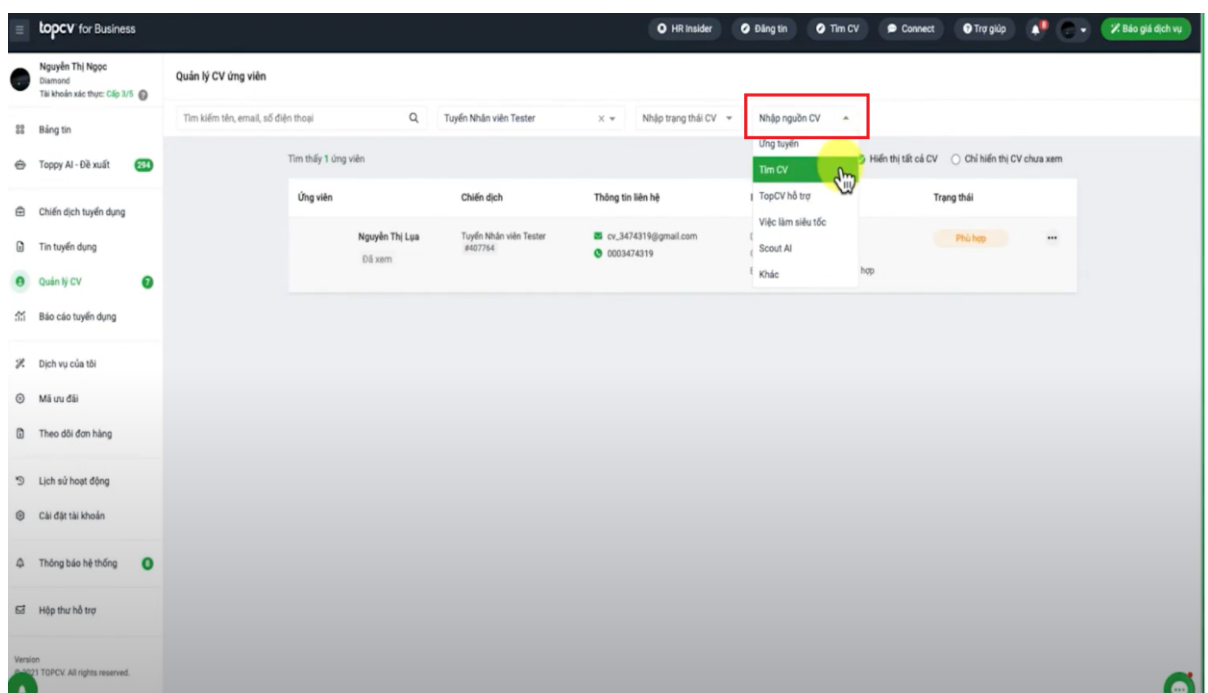 topcv for Business
HR Insider
Đăng tin
Tìm CV
Connect
Trợ giúp
Báo giá dịch vụ
Nguyễn Thị Ngọc
Diamond
Tài khoản xác thực: Cấp 3/5
Quản lý CV ứng viên
Tìm kiếm tên, email, số điện thoại
Tuyển Nhân viên Tester
Nhập trạng thái CV
Nhập nguồn CV
Bảng tin
Toppy AI - Đề xuất 294
Chiến dịch tuyển dụng
Tin tuyển dụng
Quản lý CV 7
Báo cáo tuyển dụng
Dịch vụ của tôi
Mã ưu đãi
Theo dõi đơn hàng
Lịch sử hoạt động
Cài đặt tài khoản
Thông báo hệ thống
Hộp thư hỗ trợ
Version
TOPCV. All rights reserved.
Tìm thấy 1 ứng viên
Ứng tuyển
Tìm CV
TopCV hỗ trợ
Việc làm siêu tốc
Scout AI
Khác
Hiển thị tất cả CV
Chỉ hiển thị CV chưa xem
Ứng viên
Chiến dịch
Thông tin liên hệ
Trạng thái
Nguyễn Thị Lụa
Đã xem
Tuyển Nhân viên Tester
#407764
cv_3474319@gmail.com
0003474319
hợp
Phù hợp